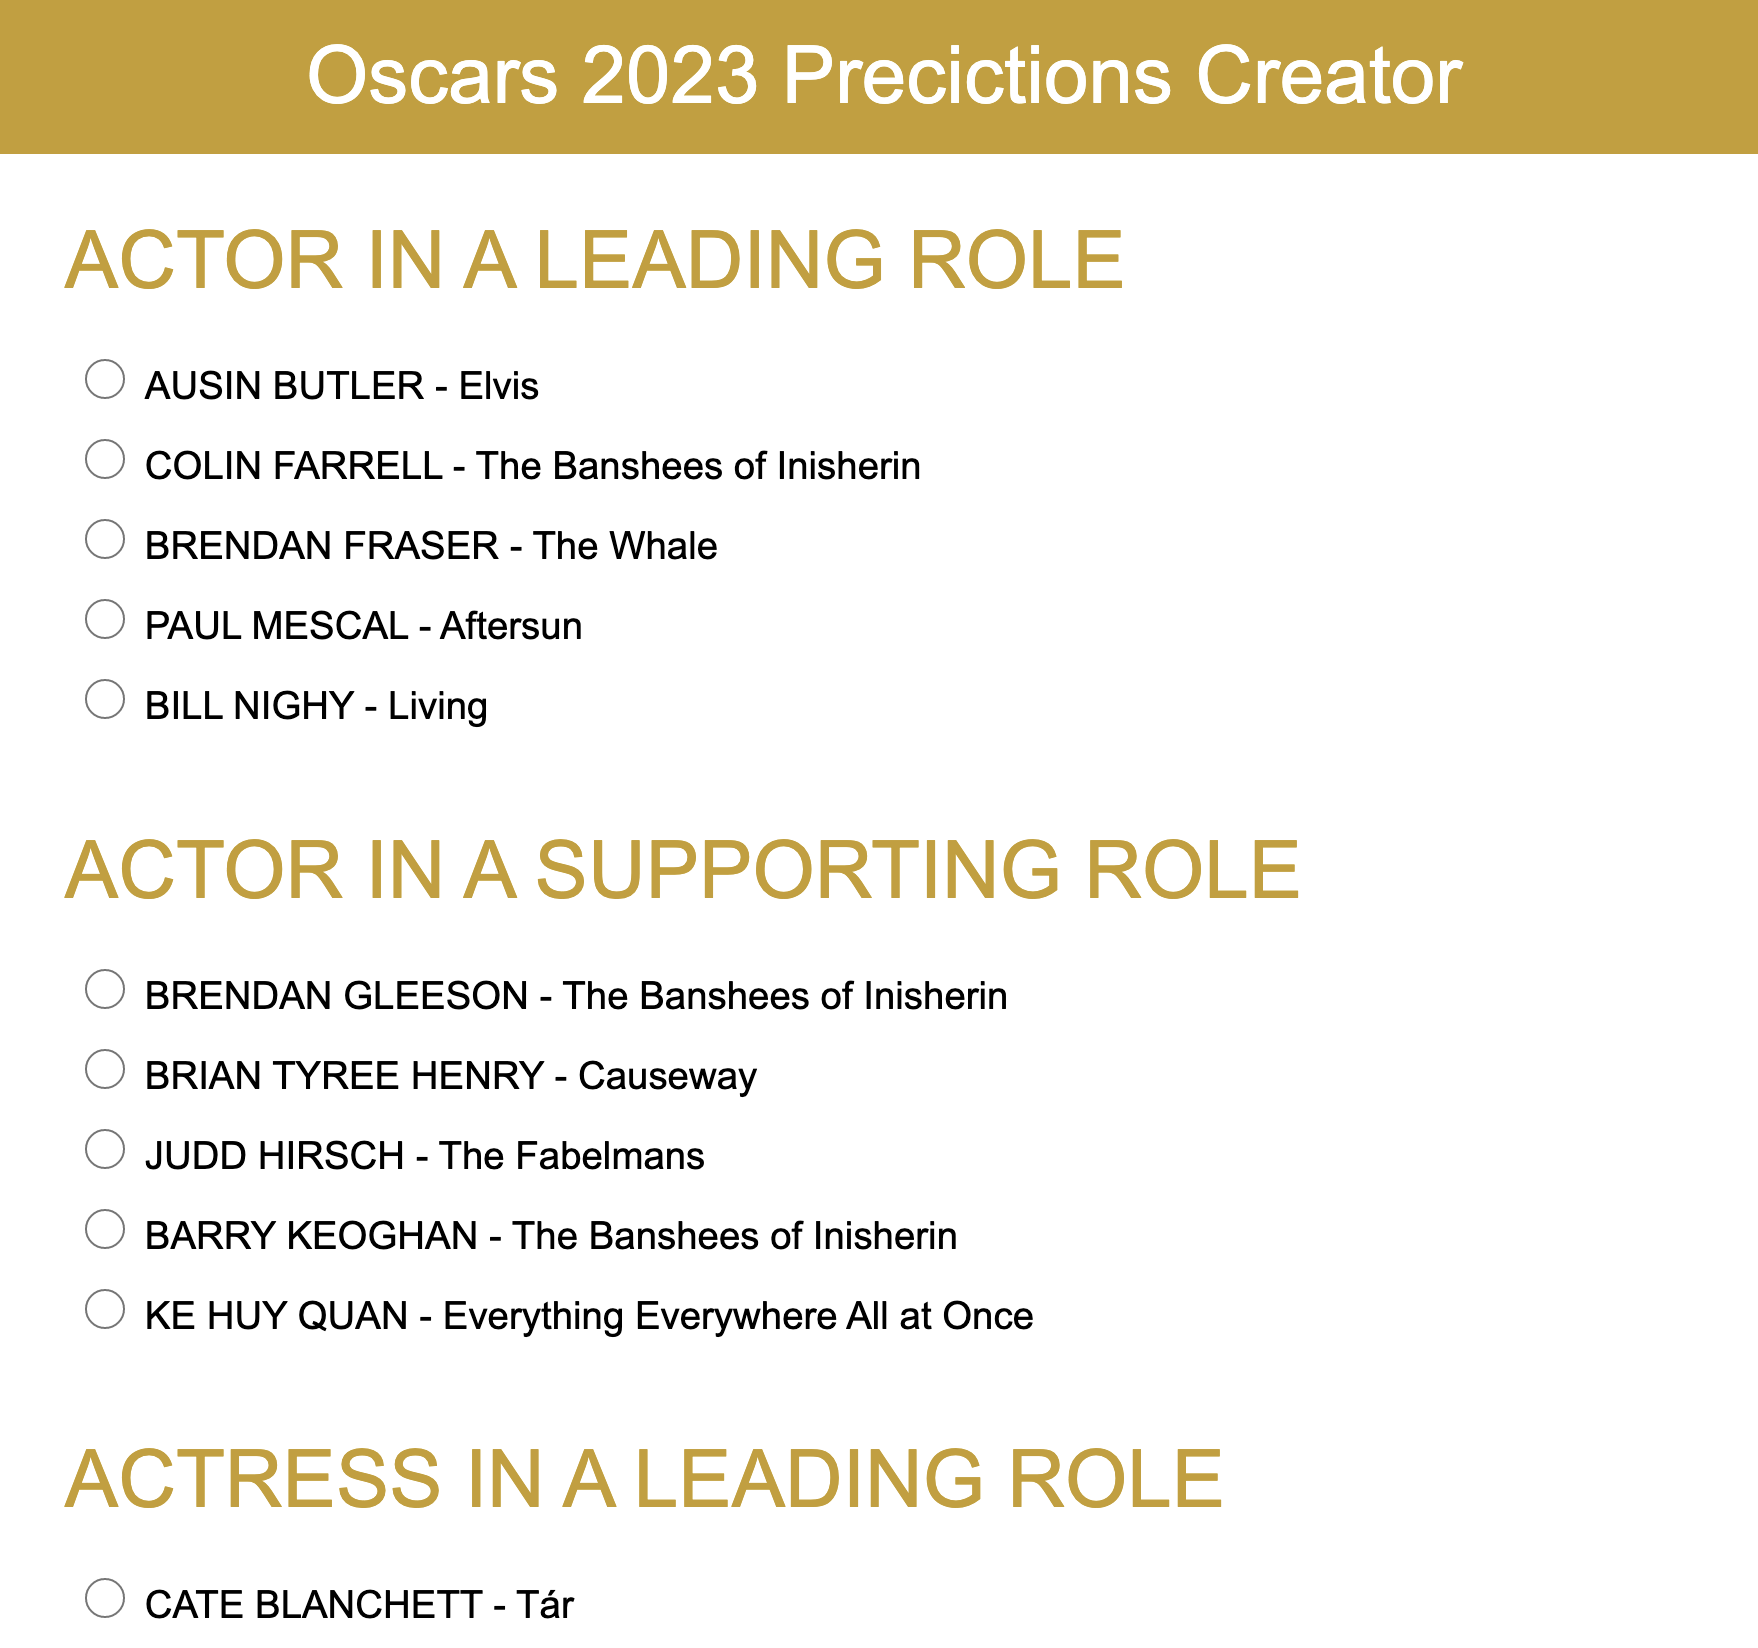 Oscars 2023 Precictions Creator
ACTOR IN A LEADING ROLE
AUSIN BUTLER - Elvis
COLIN FARRELL - The Banshees of Inisherin
BRENDAN FRASER - The Whale
PAUL MESCAL - Aftersun
BILL NIGHY - Living
ACTOR IN A SUPPORTING ROLE
BRENDAN GLEESON - The Banshees of Inisherin
BRIAN TYREE HENRY - Causeway
JUDD HIRSCH - The Fabelmans
BARRY KEOGHAN - The Banshees of Inisherin
KE HUY QUAN - Everything Everywhere All at Once
ACTRESS IN A LEADING ROLE
CATE BLANCHETT - Tár